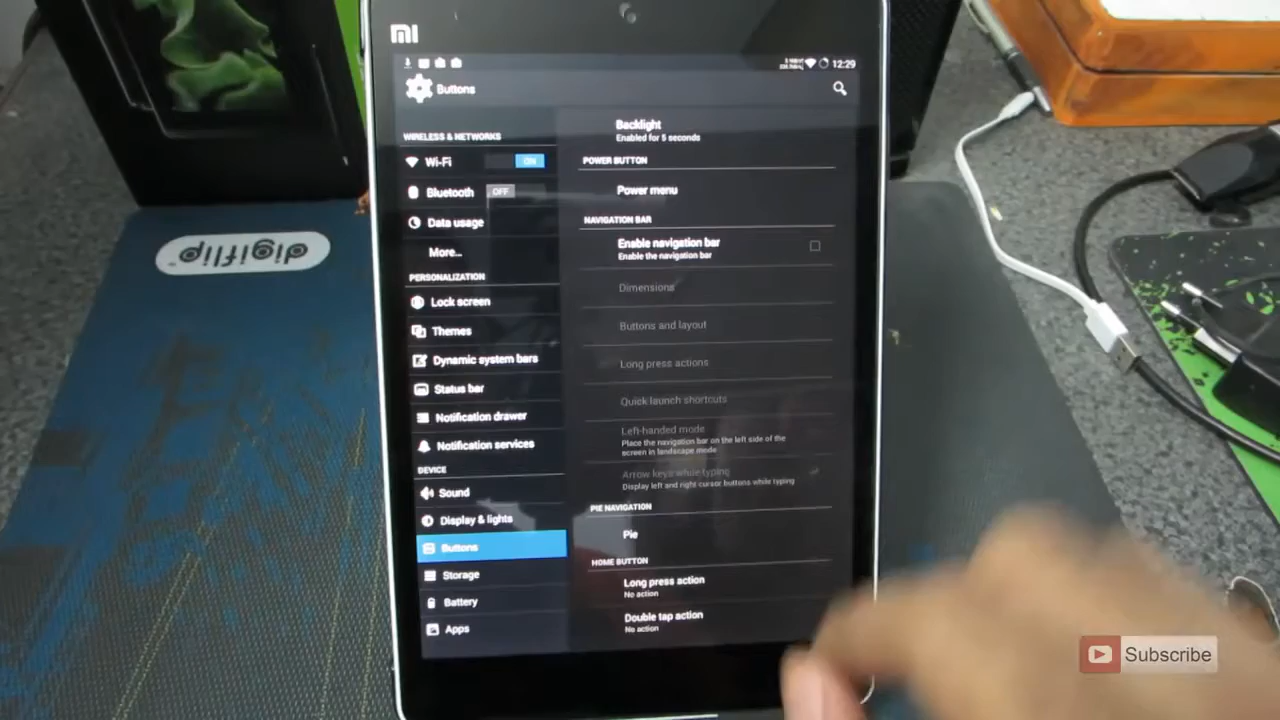 mi
12:29
Buttons
WIRELESS & NETWORKS
Wi-Fi
ON
Bluetooth
OFF
Data usage
More...
PERSONALIZATION
Lock screen
Themes
Dynamic system bars
Status bar
Notification drawer
Notification services
DEVICE
Sound
Display & lights
Buttons
Storage
Battery
Apps
Backlight
Enabled for 5 seconds
POWER BUTTON
Power menu
NAVIGATION BAR
Enable navigation bar
Enable the navigation bar
Dimensions
Buttons and layout
Long press actions
Quick launch shortcuts
Left-handed mode
Place the navigation bar on the left side of the
screen in landscape mode
Arrow keys while typing
Display left and right cursor buttons while typing
PIE NAVIGATION
Pie
HOME BUTTON
Long press action
No action
Double tap action
No action
digiflip
Subscribe